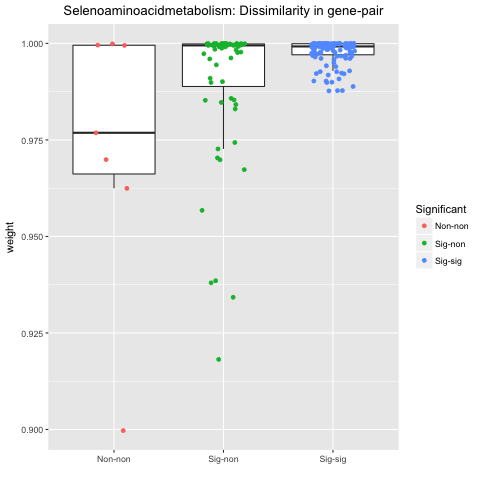 Selenoaminoacidmetabolism: Dissimilarity in gene-pair
1.000
0.975
0.950
0.925
0.900
weight
Non-non
Sig-non
Sig-sig
Significant
Non-non
Sig-non
Sig-sig